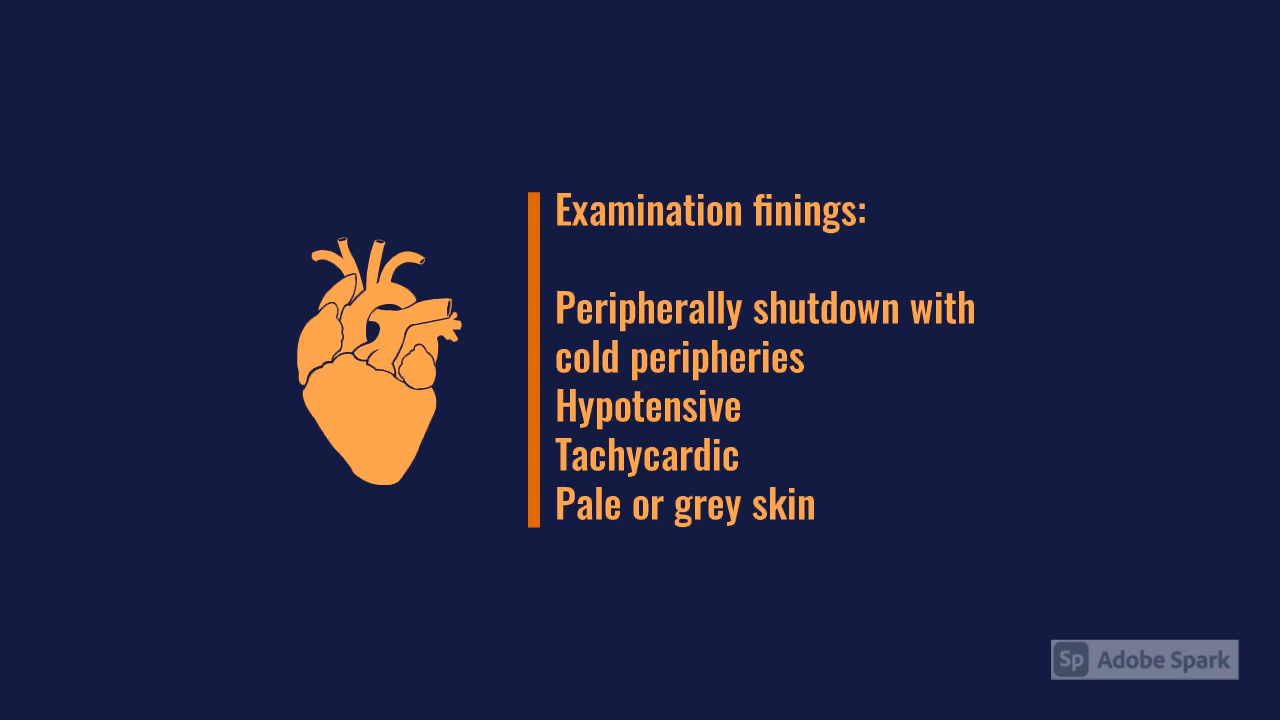 Examination finings:
Peripherally shutdown with
cold peripheries
Hypotensive
Tachycardic
Pale or grey skin
Sp Adobe Spark